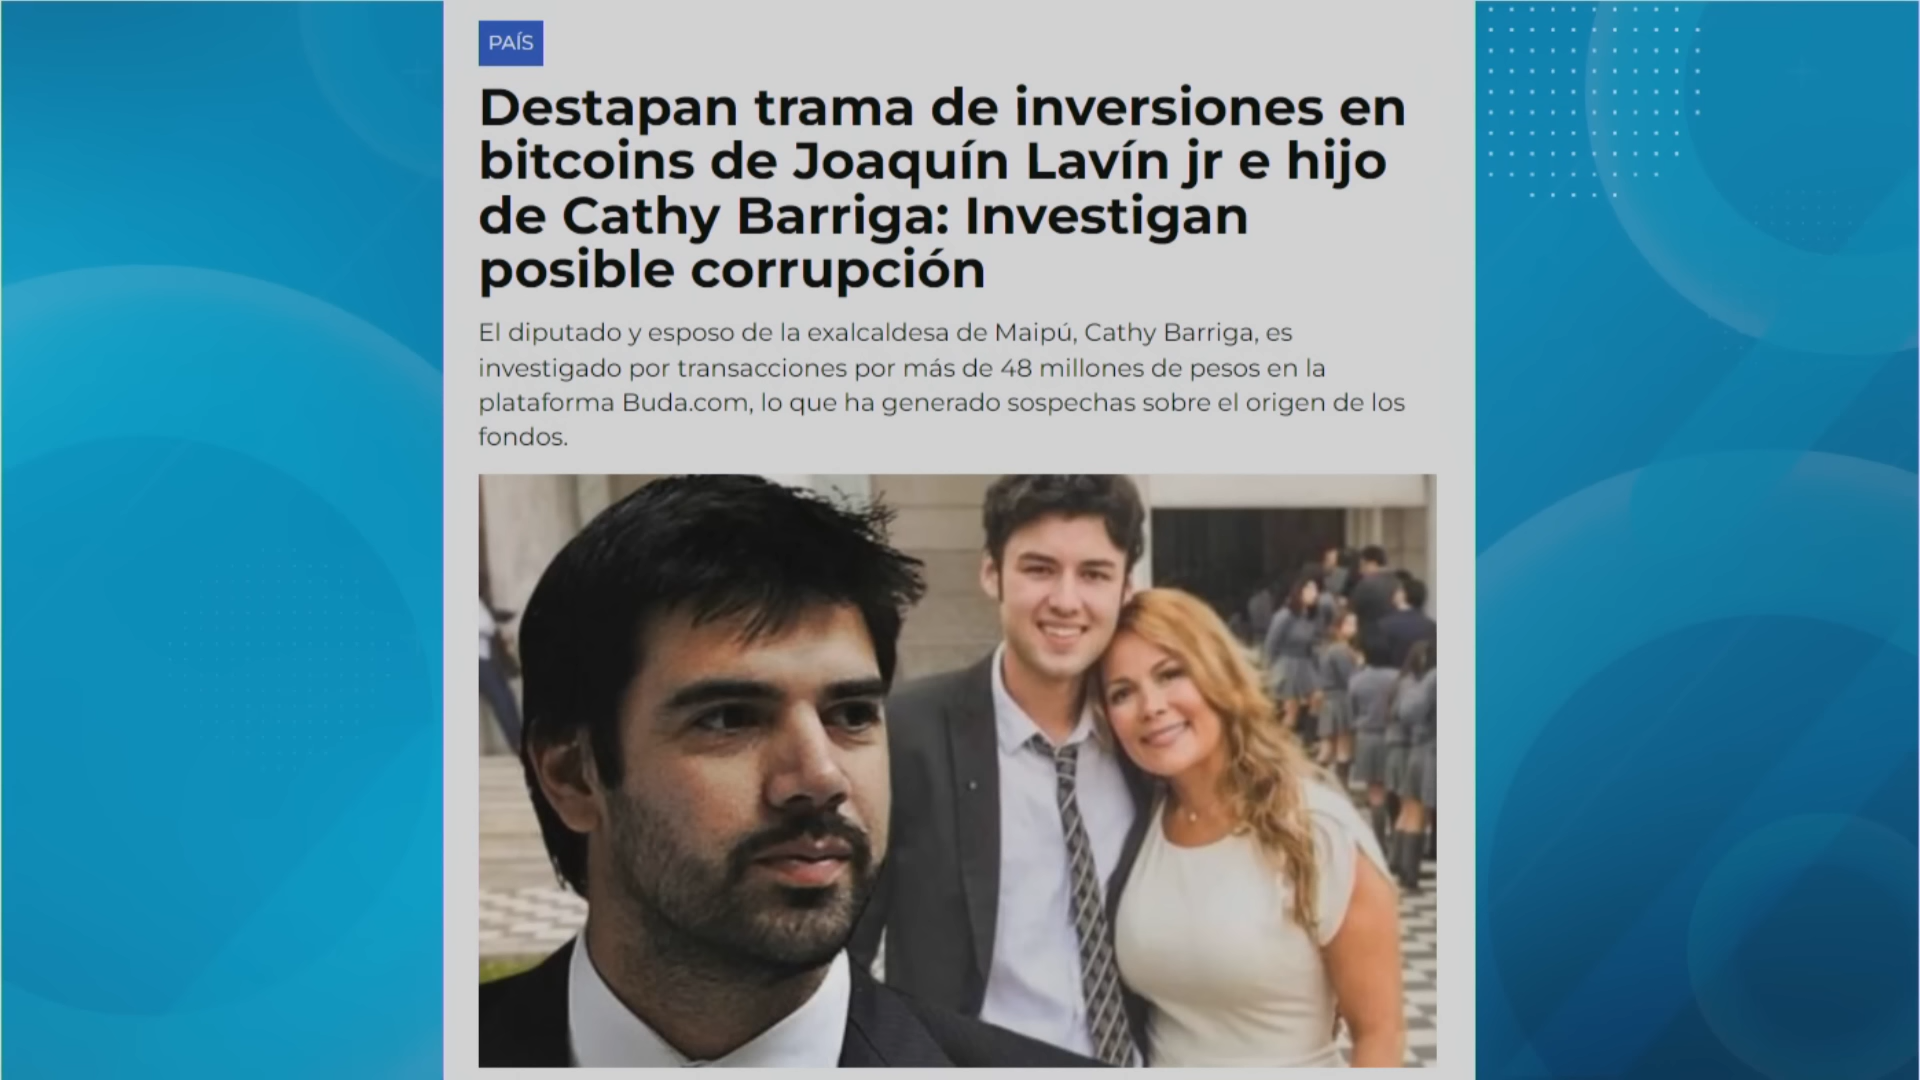 PAÍS
Destapan trama de inversiones en
bitcoins de Joaquín Lavín jr e hijo
de Cathy Barriga: Investigan
posible corrupción
El diputado y esposo de la exalcaldesa de Maipú, Cathy Barriga, es
investigado por transacciones por más de 48 millones de pesos en la
plataforma Buda.com, lo que ha generado sospechas sobre el origen de los
fondos.